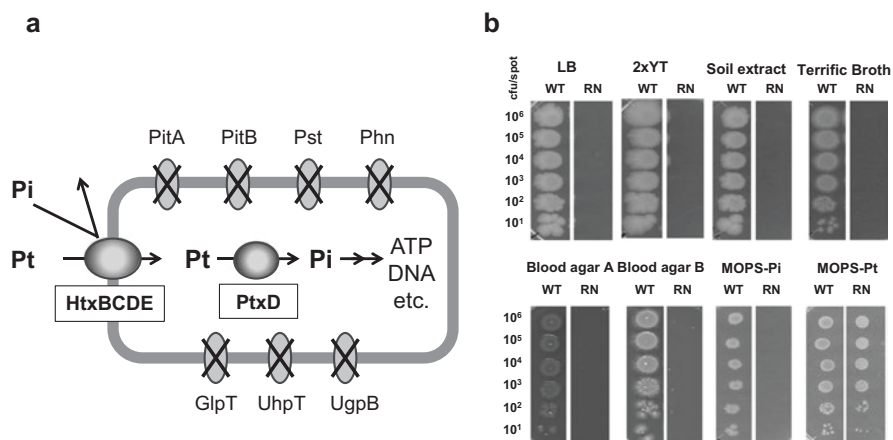 a
PitA PitB Pst Phn
Pi
Pt
Pt
Pi
ATP
DNA
etc.
HtxBCDE
PtxD
GlpT UhpT UgpB
b
cfu/spot
LB 2xYT Soil extract Terrific Broth
WT RN WT RN WT RN WT RN
10⁶
10⁵
10⁴
10³
10²
10¹
Blood agar A Blood agar B MOPS-Pi MOPS-Pt
WT RN WT RN WT RN WT RN
10⁶
10⁵
10⁴
10³
10²
10¹